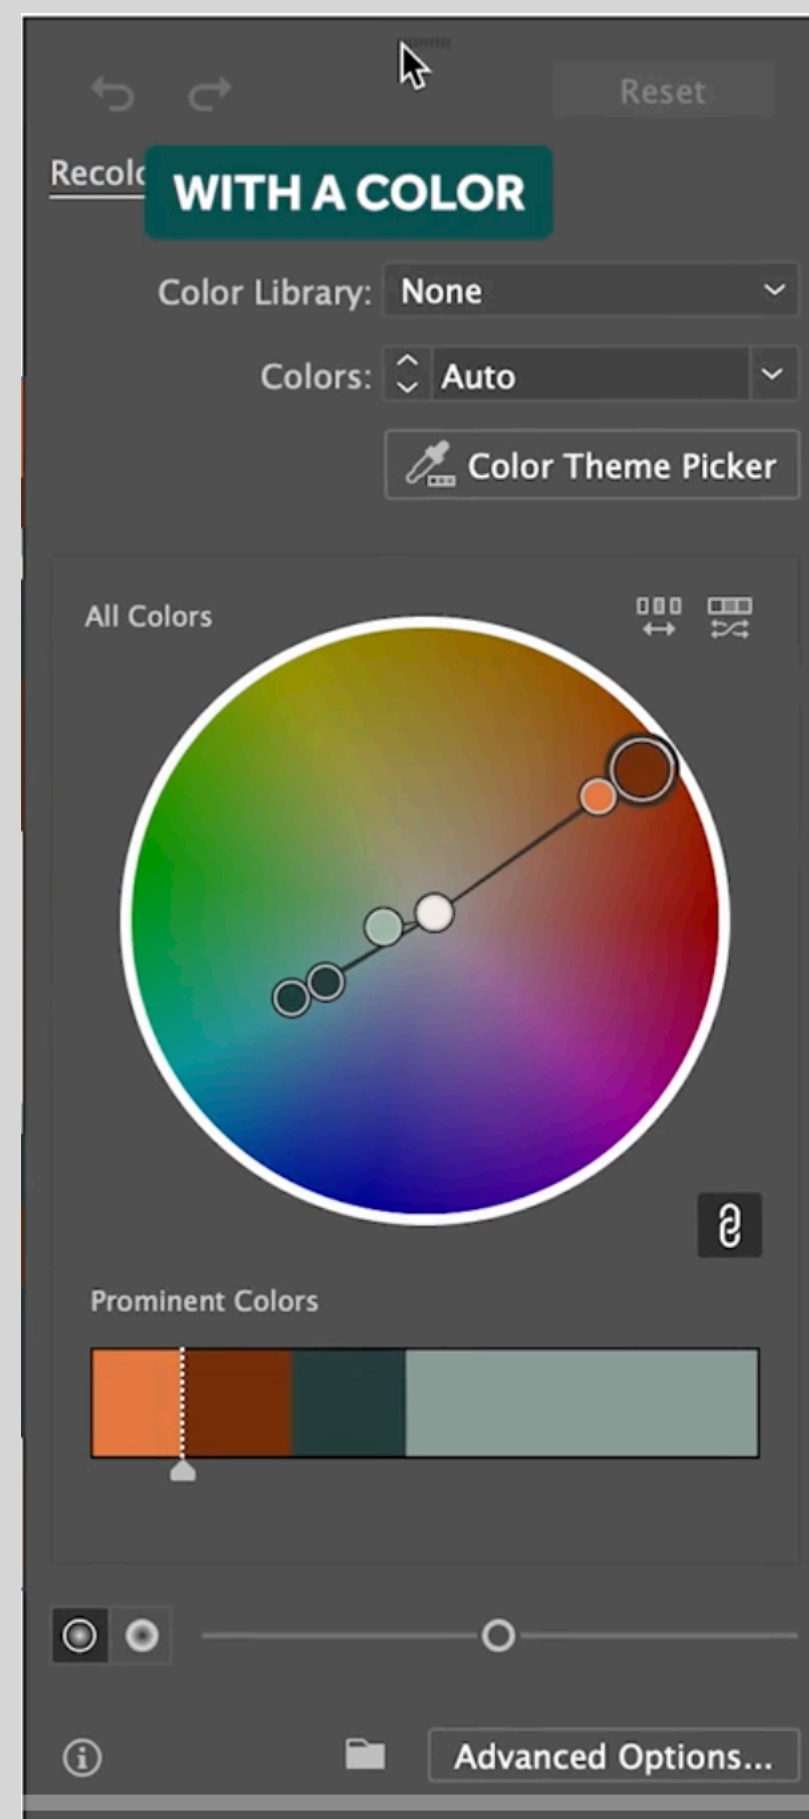 Reset
Recolo
WITH A COLOR
Color Library: None
Colors: Auto
Color Theme Picker
All Colors
Prominent Colors
Advanced Options...